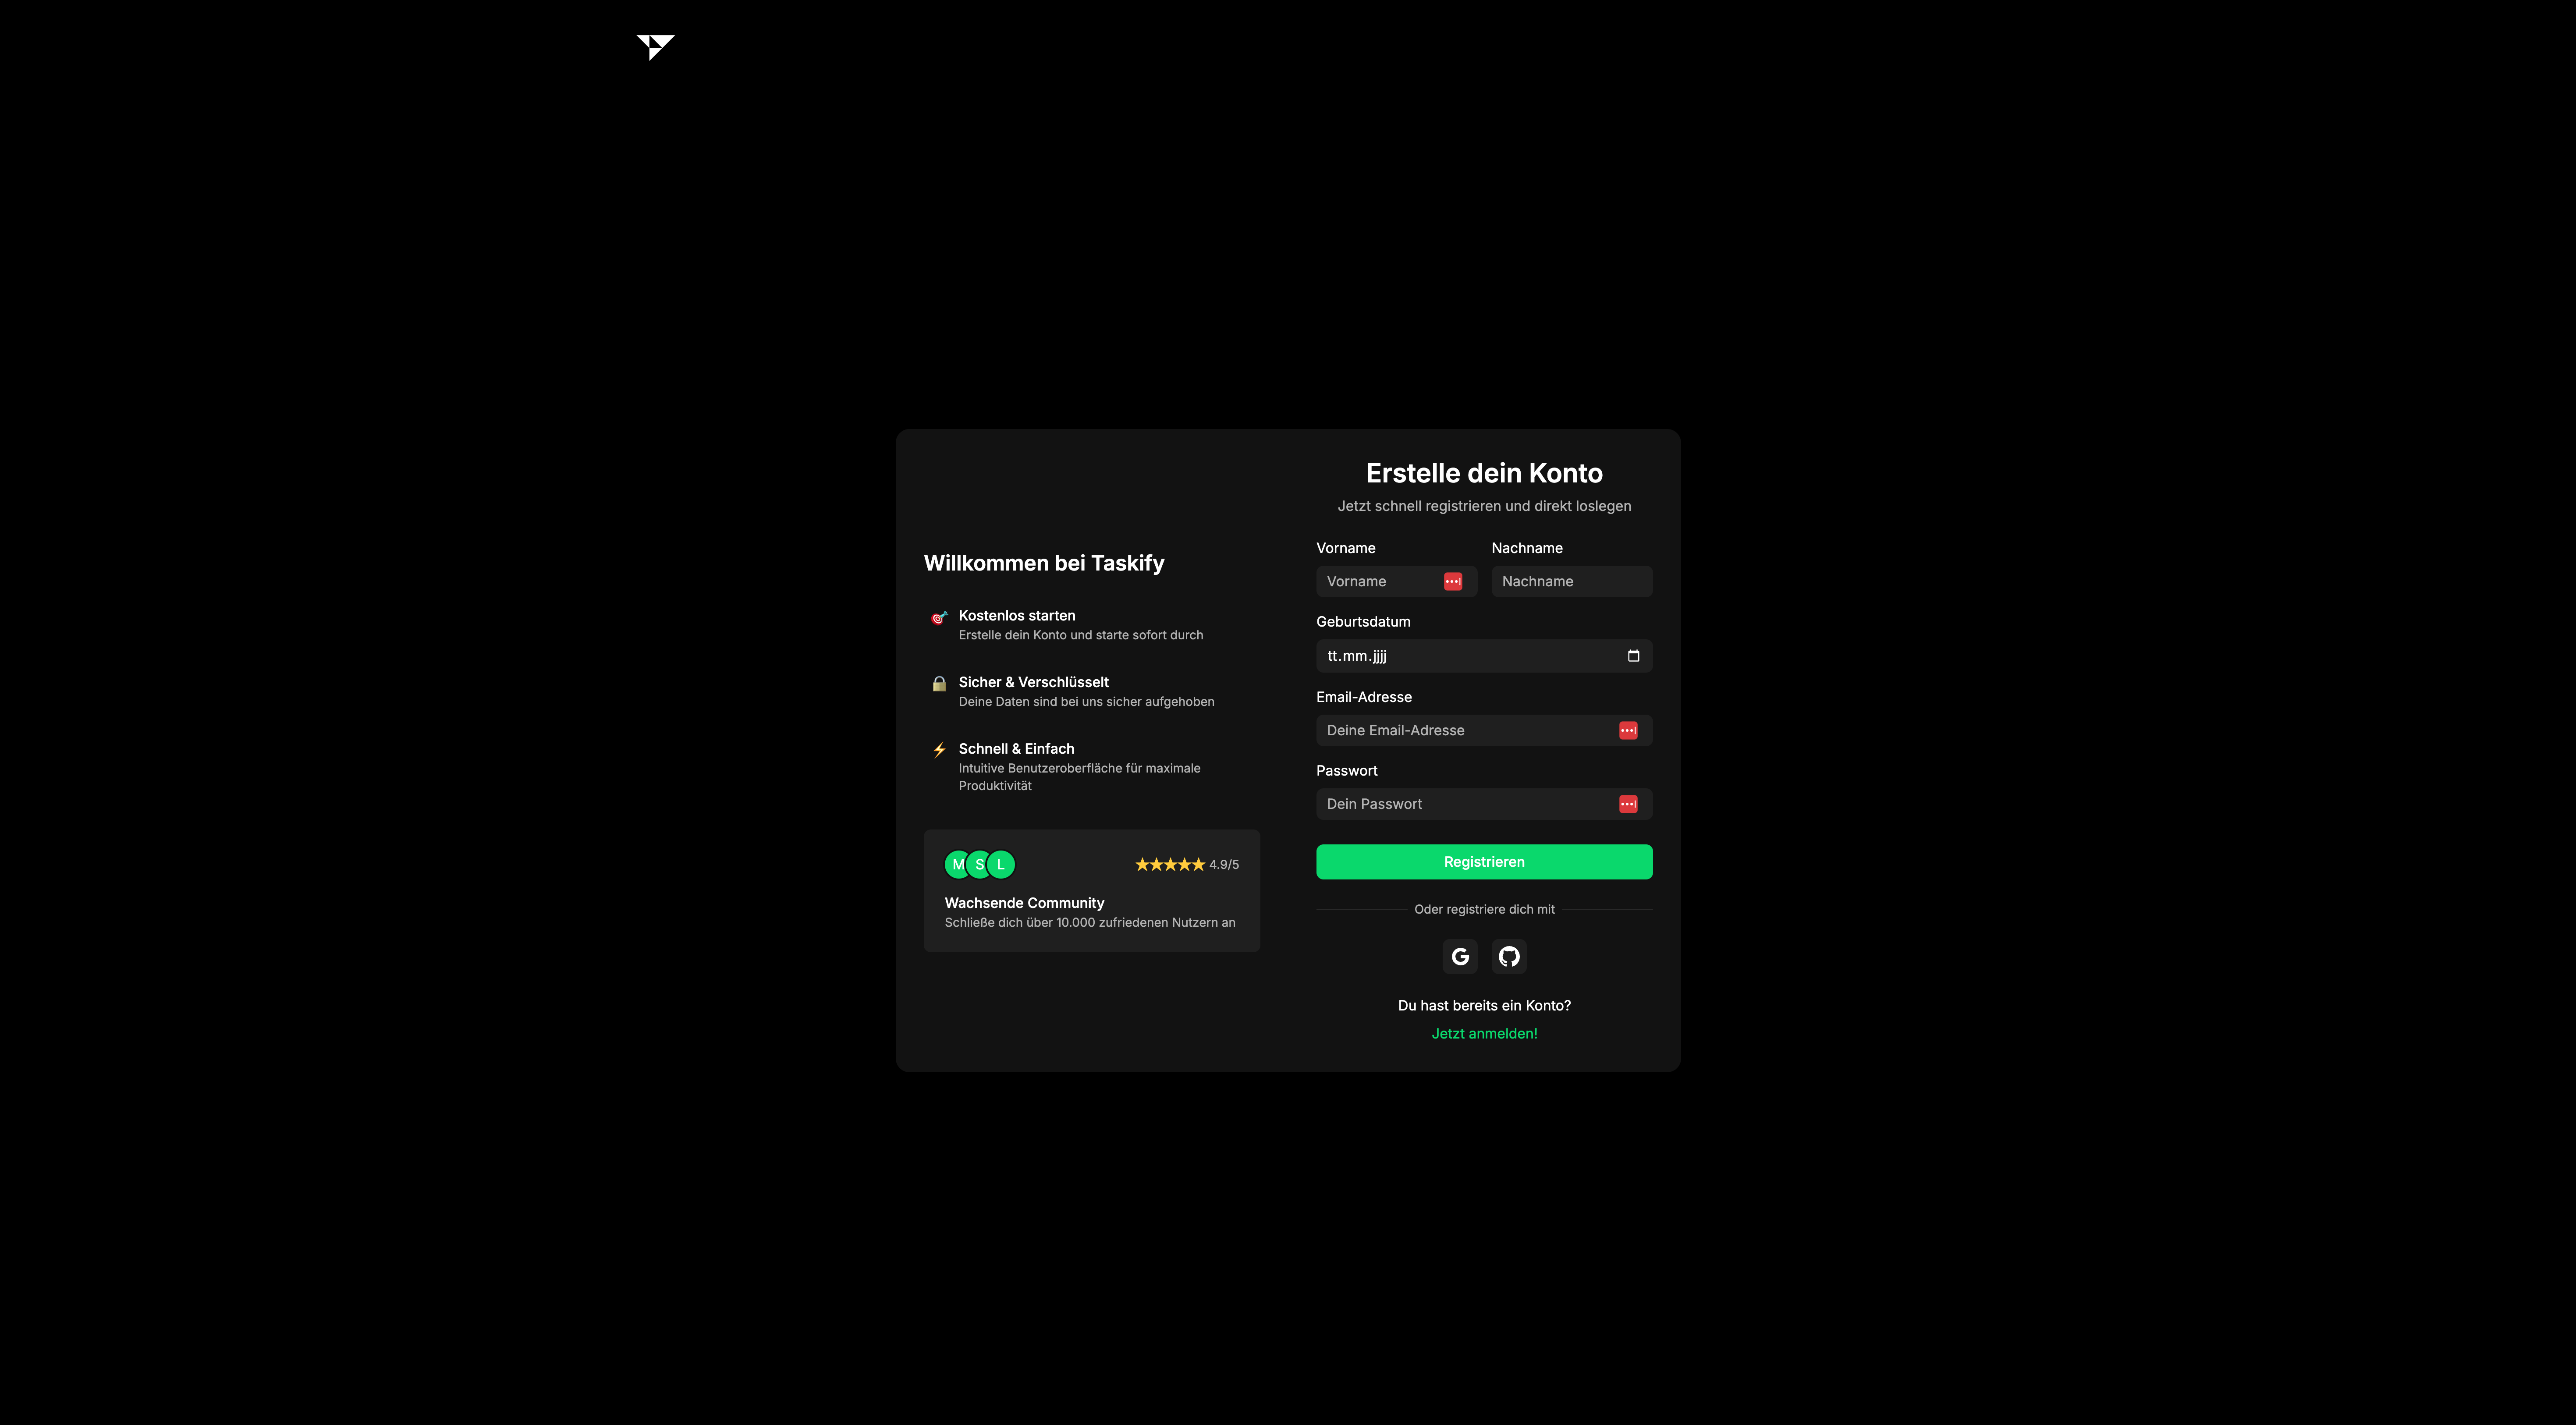 Willkommen bei Taskify
Kostenlos starten
Erstelle dein Konto und starte sofort durch
Sicher & Verschlüsselt
Deine Daten sind bei uns sicher aufgehoben
Schnell & Einfach
Intuitive Benutzeroberfläche für maximale
Produktivität
M S L
4.9/5
Wachsende Community
Schließe dich über 10.000 zufriedenen Nutzern an
Erstelle dein Konto
Jetzt schnell registrieren und direkt loslegen
Vorname Nachname
Vorname Nachname
Geburtsdatum
tt.mm.jjjj
Email-Adresse
Deine Email-Adresse
Passwort
Dein Passwort
Registrieren
Oder registriere dich mit
Du hast bereits ein Konto?
Jetzt anmelden!